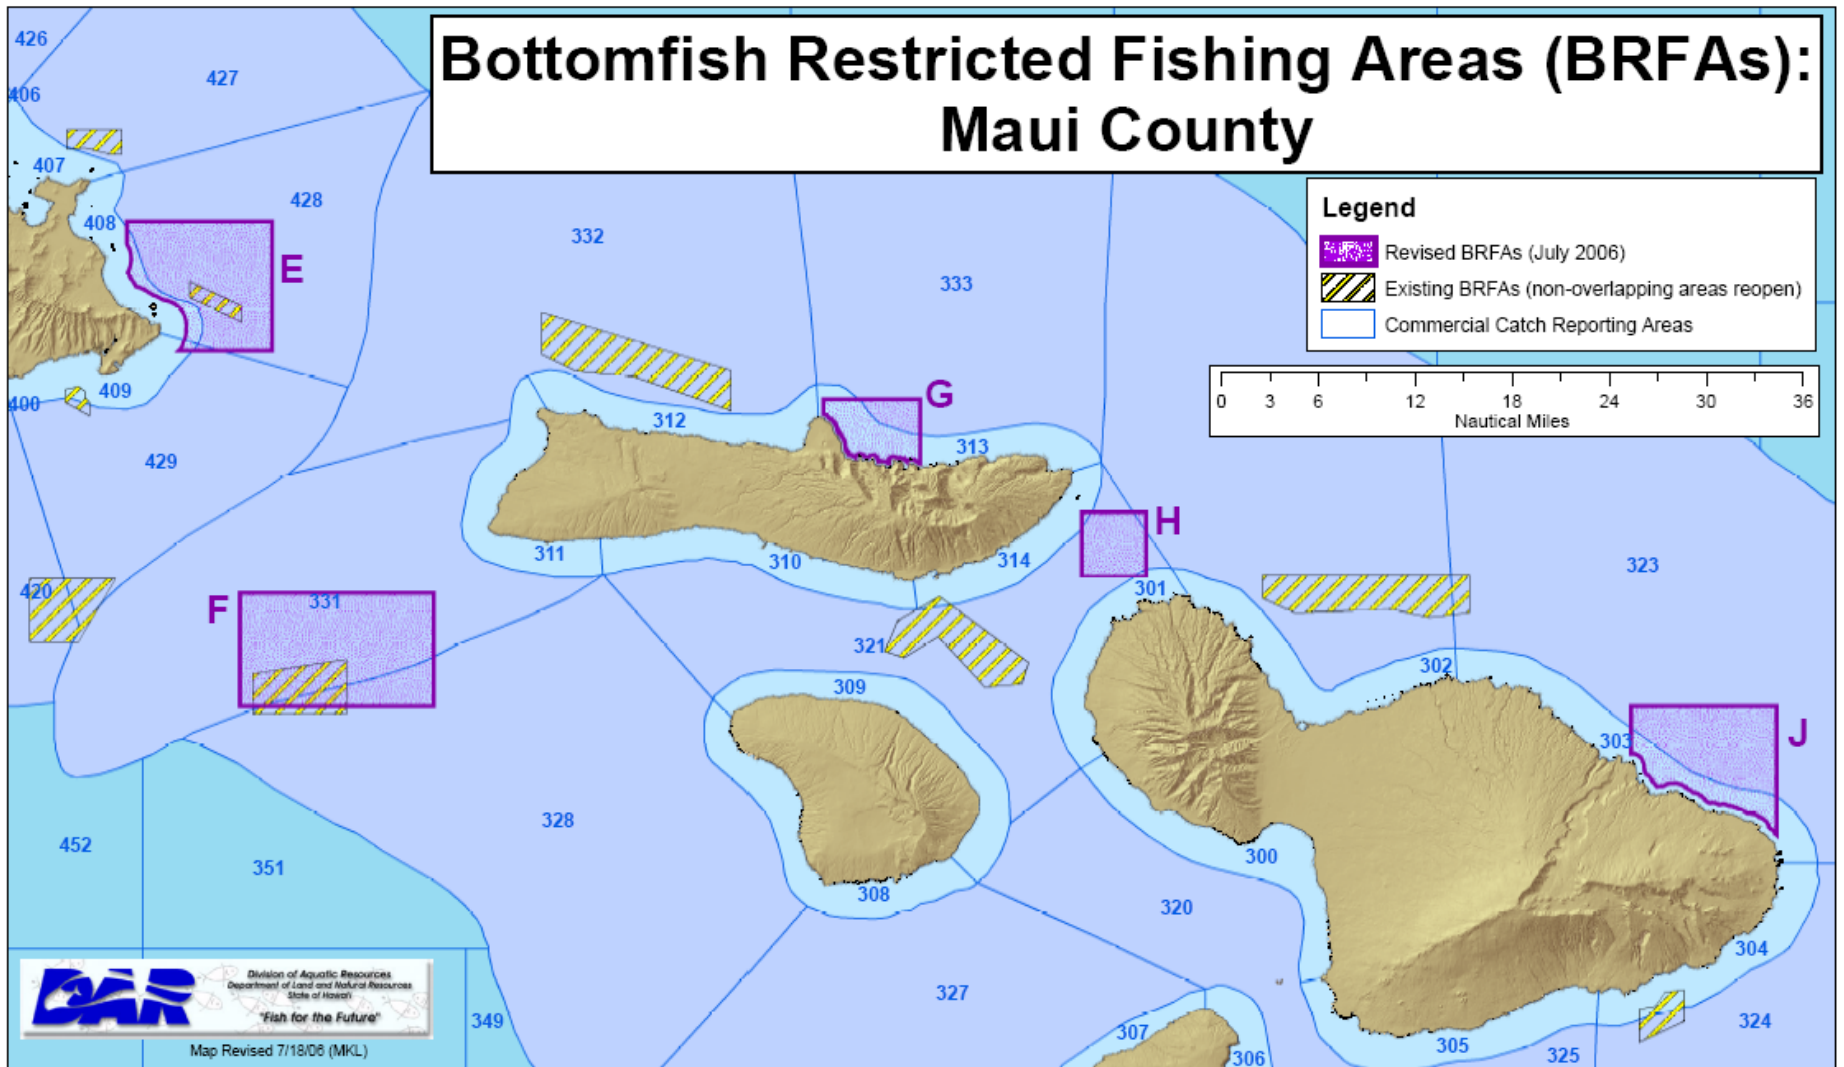 Bottomfish Restricted Fishing Areas (BRFAs):
Maui County
Legend
Revised BRFAs (July 2006)
Existing BRFAs (non-overlapping areas reopen)
Commercial Catch Reporting Areas
0 3 6 12 18 24 30 36
Nautical Miles
426
427
406
407
428
408
E
332
333
409
400
G
312
313
429
H
311
310
314
301
323
420
F
331
321
302
309
303
J
328
452
351
300
308
320
304
327
349
307
306
305
325
324
DAR
Division of Aquatic Resources
Department of Land and Natural Resources
State of Hawai'i
"Fish for the Future"
Map Revised 7/18/06 (MKL)